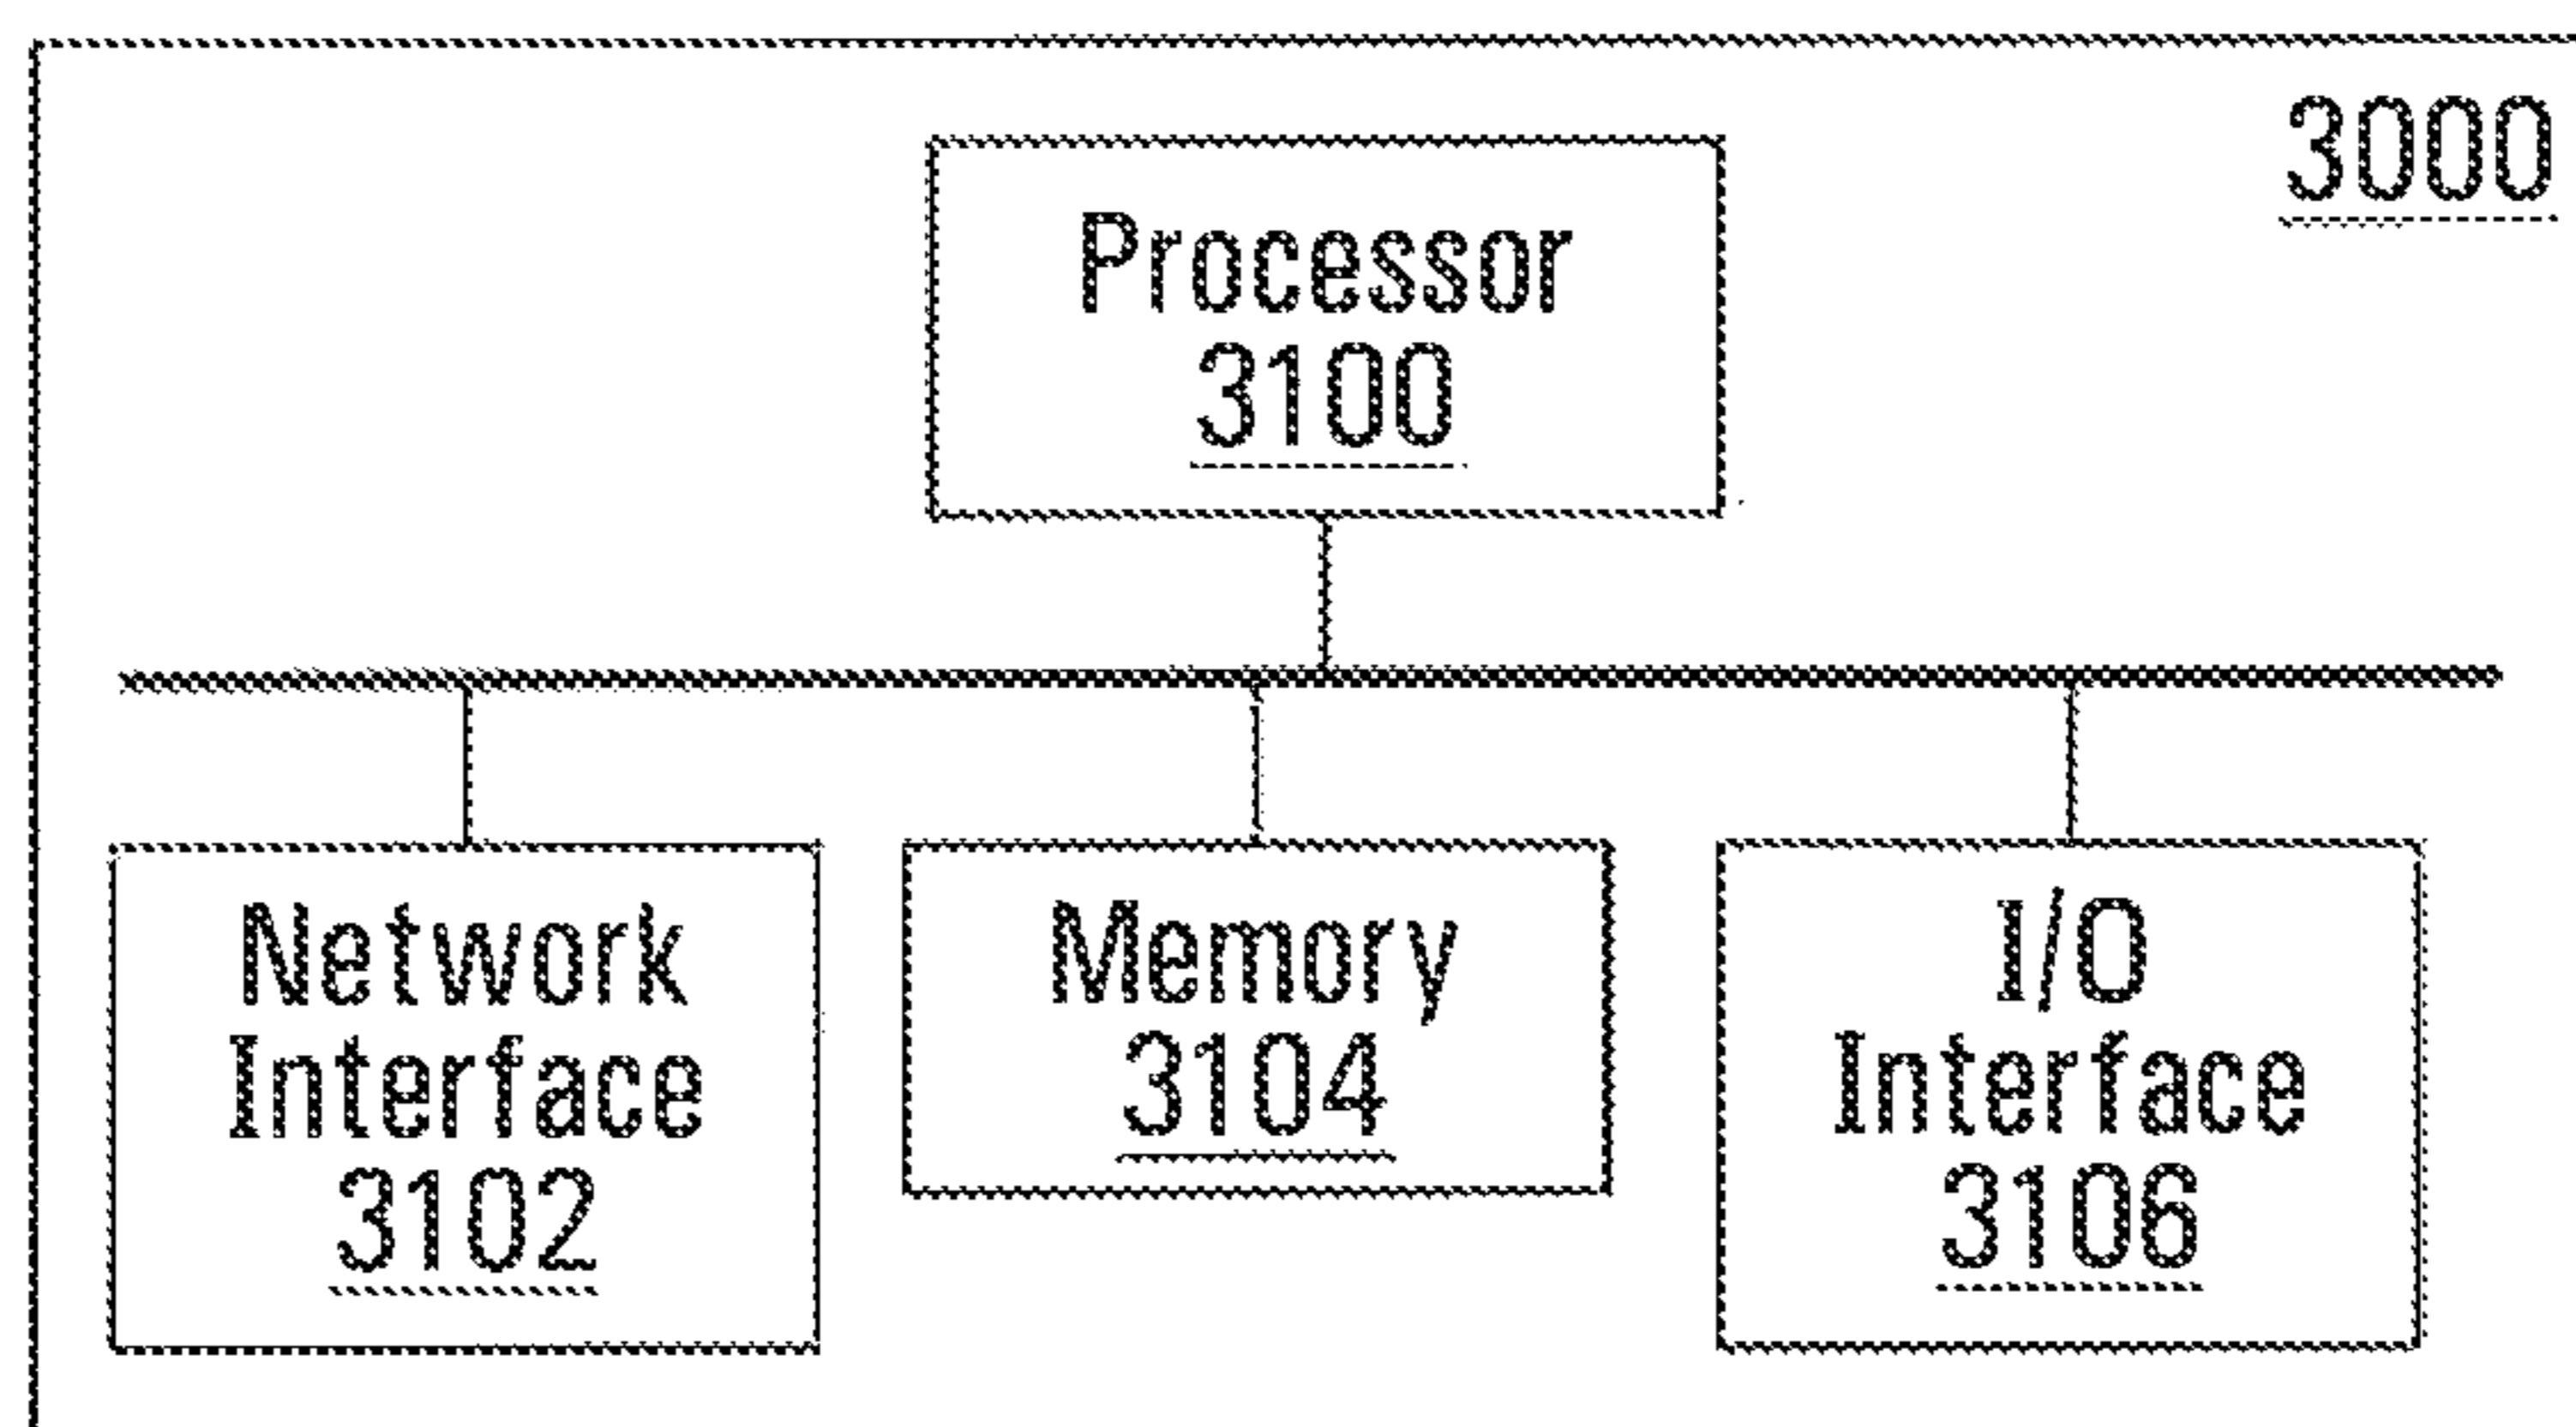 3000
Processor
3100
Network
Interface
3102
Memory
3104
I/O
Interface
3106